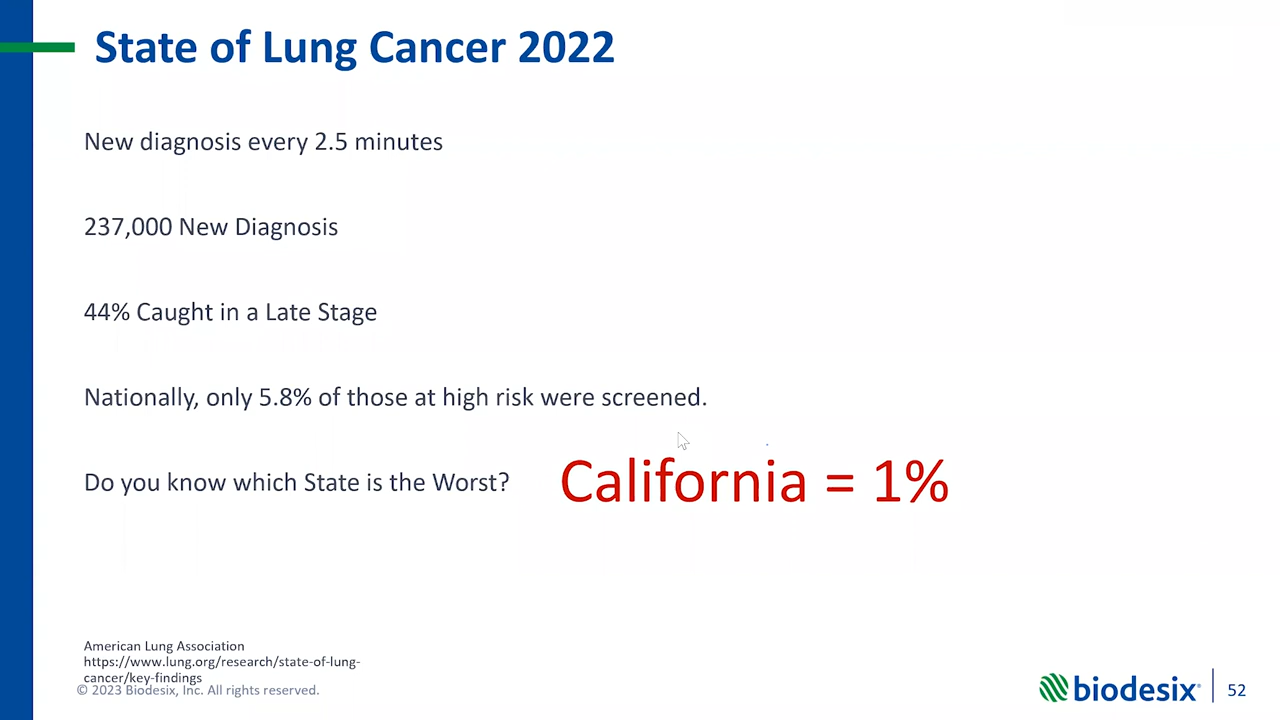 State of Lung Cancer 2022
New diagnosis every 2.5 minutes
237,000 New Diagnosis
44% Caught in a Late Stage
Nationally, only 5.8% of those at high risk were screened.
Do you know which State is the Worst?
California = 1%
American Lung Association
https://www.lung.org/research/state-of-lung-
cancer/key-findings
© 2023 Biodesix, Inc. All rights reserved.
biodesix
52